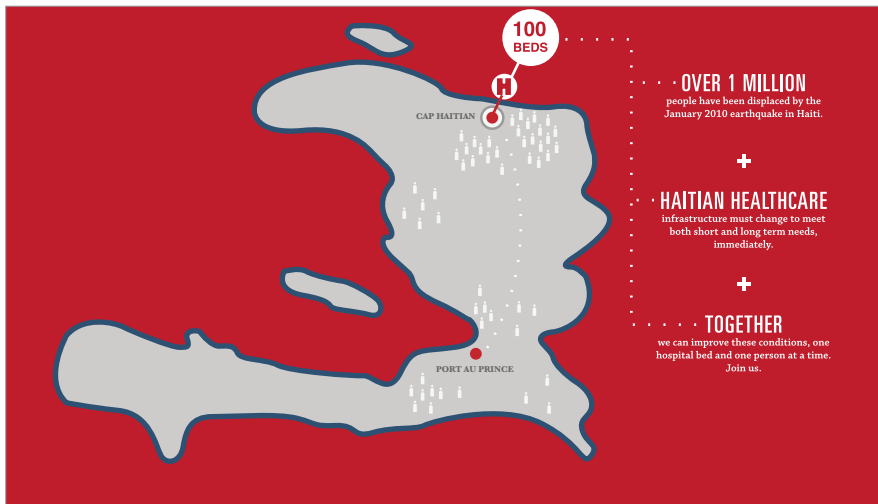 100
BEDS
H
CAP HAITIAN
PORT AU PRINCE
OVER 1 MILLION
people have been displaced by the
January 2010 earthquake in Haiti.
+
HAITIAN HEALTHCARE
infrastructure must change to meet
both short and long term needs,
immediately.
+
TOGETHER
we can improve these conditions, one
hospital bed and one person at a time.
Join us.